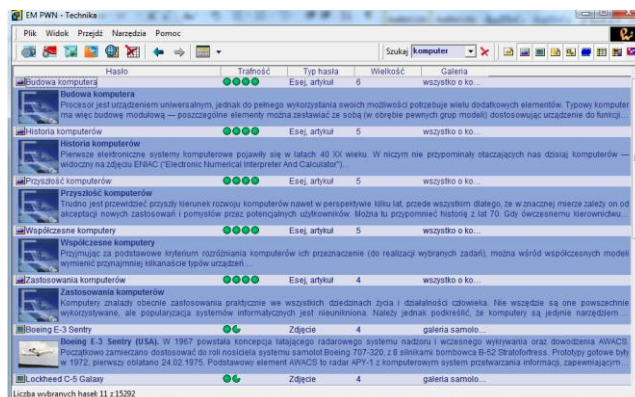 EM PWN - Technika
Plik Widok Przejdź Narzędzia Pomoc
Szukaj komputer
Hasło Trafność Typ hasła Wielkość Galeria
Budowa komputera Esej, artykuł 6 wszystko o ko...
Budowa komputera
Procesor jest urządzeniem uniwersalnym, jednak do pełnego wykorzystania swoich możliwości potrzebuje wielu dodatkowych elementów. Typowy komputer
ma więc budowę modułową — poszczególne elementy można zestawiać ze sobą (w obrębie pewnych grup modeli) dostosowując urządzenie do funkcji...
Historia komputerów Esej, artykuł 5 wszystko o ko...
Historia komputerów
Pierwsze elektroniczne systemy komputerowe pojawiły się w latach 40 XX wieku. W niczym nie przypominały otaczających nas dzisiaj komputerów —
widoczny na zdjęciu ENIAC ("Electronic Numerical Interpreter And Calculator")...
Przyszłość komputerów Esej, artykuł 5 wszystko o ko...
Przyszłość komputerów
Trudno jest przewidzieć przyszły kierunek rozwoju komputerów nawet w perspektywie kilku lat, przede wszystkim dlatego, że w znacznej mierze zależy on od
akceptacji nowych zastosowań i pomysłów przez potencjalnych użytkowników. Można tu przypomnieć historię z lat 70. Gdy ówczesnemu kierownictwu...
Współczesne komputery Esej, artykuł 5 wszystko o ko...
Współczesne komputery
Przyjmując za podstawowe kryterium rozróżniania komputerów ich przeznaczenie (do realizacji wybranych zadań), można wśród współczesnych modeli
wymienić przynajmniej kilkanaście typów urządzeń...
Zastosowania komputerów Esej, artykuł 4 wszystko o ko...
Zastosowania komputerów
Komputery znalazły obecnie zastosowania praktycznie we wszystkich dziedzinach życia i działalności człowieka. Nie wszędzie są one powszechnie
wykorzystywane, ale popularyzacja systemów informatycznych jest nieunikniona. Należy jednak podkreślić, że komputery są jedynie narzędziem...
Boeing E-3 Sentry Zdjęcie 4 galeria samolo...
Boeing E-3 Sentry (USA). W 1967 powstała koncepcja latającego radarowego systemu nadzoru i wczesnego wykrywania oraz dowodzenia AWACS.
Początkowo zamierzano dostosować do roli nosiciela systemu samolot Boeing 707-320, z 8 silnikami bombowca B-52 Stratofortress. Prototypy gotowe były
w 1972, pierwszy oblatano 24.02.1975. Podstawowy element AWACS to radar APY-1 z komputerowym system przetwarzania informacji, zapewniającym...
Lockheed C-5 Galaxy Zdjęcie 4 galeria samolo...
Liczba wybranych haseł: 11 z 15292